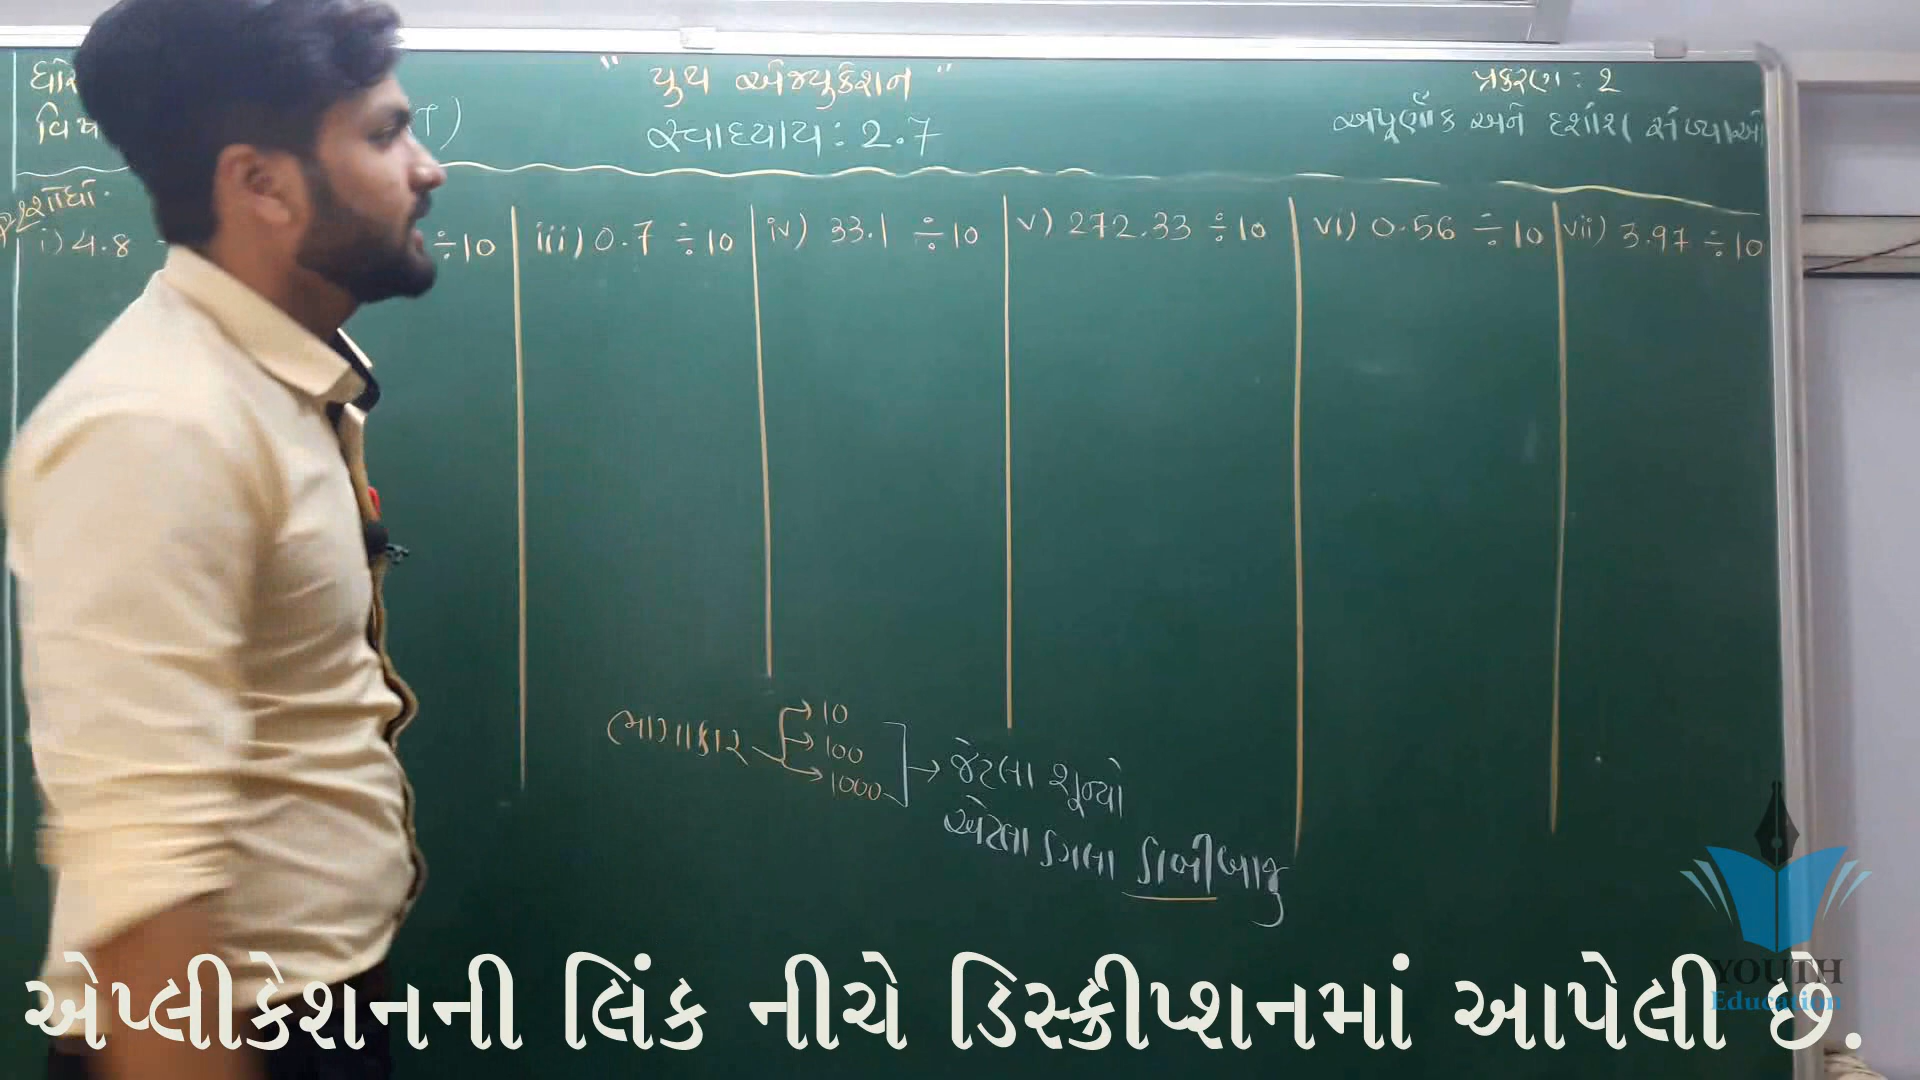 " યુથ એજ્યુકેશન "
પ્રકરણ : 2
સ્વાધ્યાય : 2.7
અપૂર્ણાંક અને દશાંશ સંખ્યાઓ
શોધો.
i) 4.8
÷10
iii) 0.7 ÷10
iv) 33.1 ÷10
v) 272.33 ÷10
vi) 0.56 ÷10
vii) 3.97 ÷10
ભાગાકાર
10
100
1000
જેટલા શૂન્યો
એટલા ડગલા ડાબીબાજુ
YOUTH
Education
એપ્લીકેશનની લિંક નીચે ડિસ્ક્રીપ્શનમાં આપેલી છે.